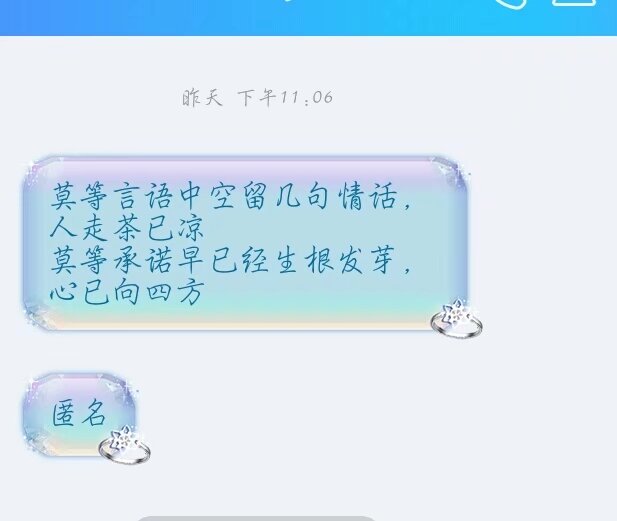 昨天 下午11:06
莫等言语中空留几句情话，
人走茶已凉
莫等承诺早已经生根发芽，
心已向四方
匿名